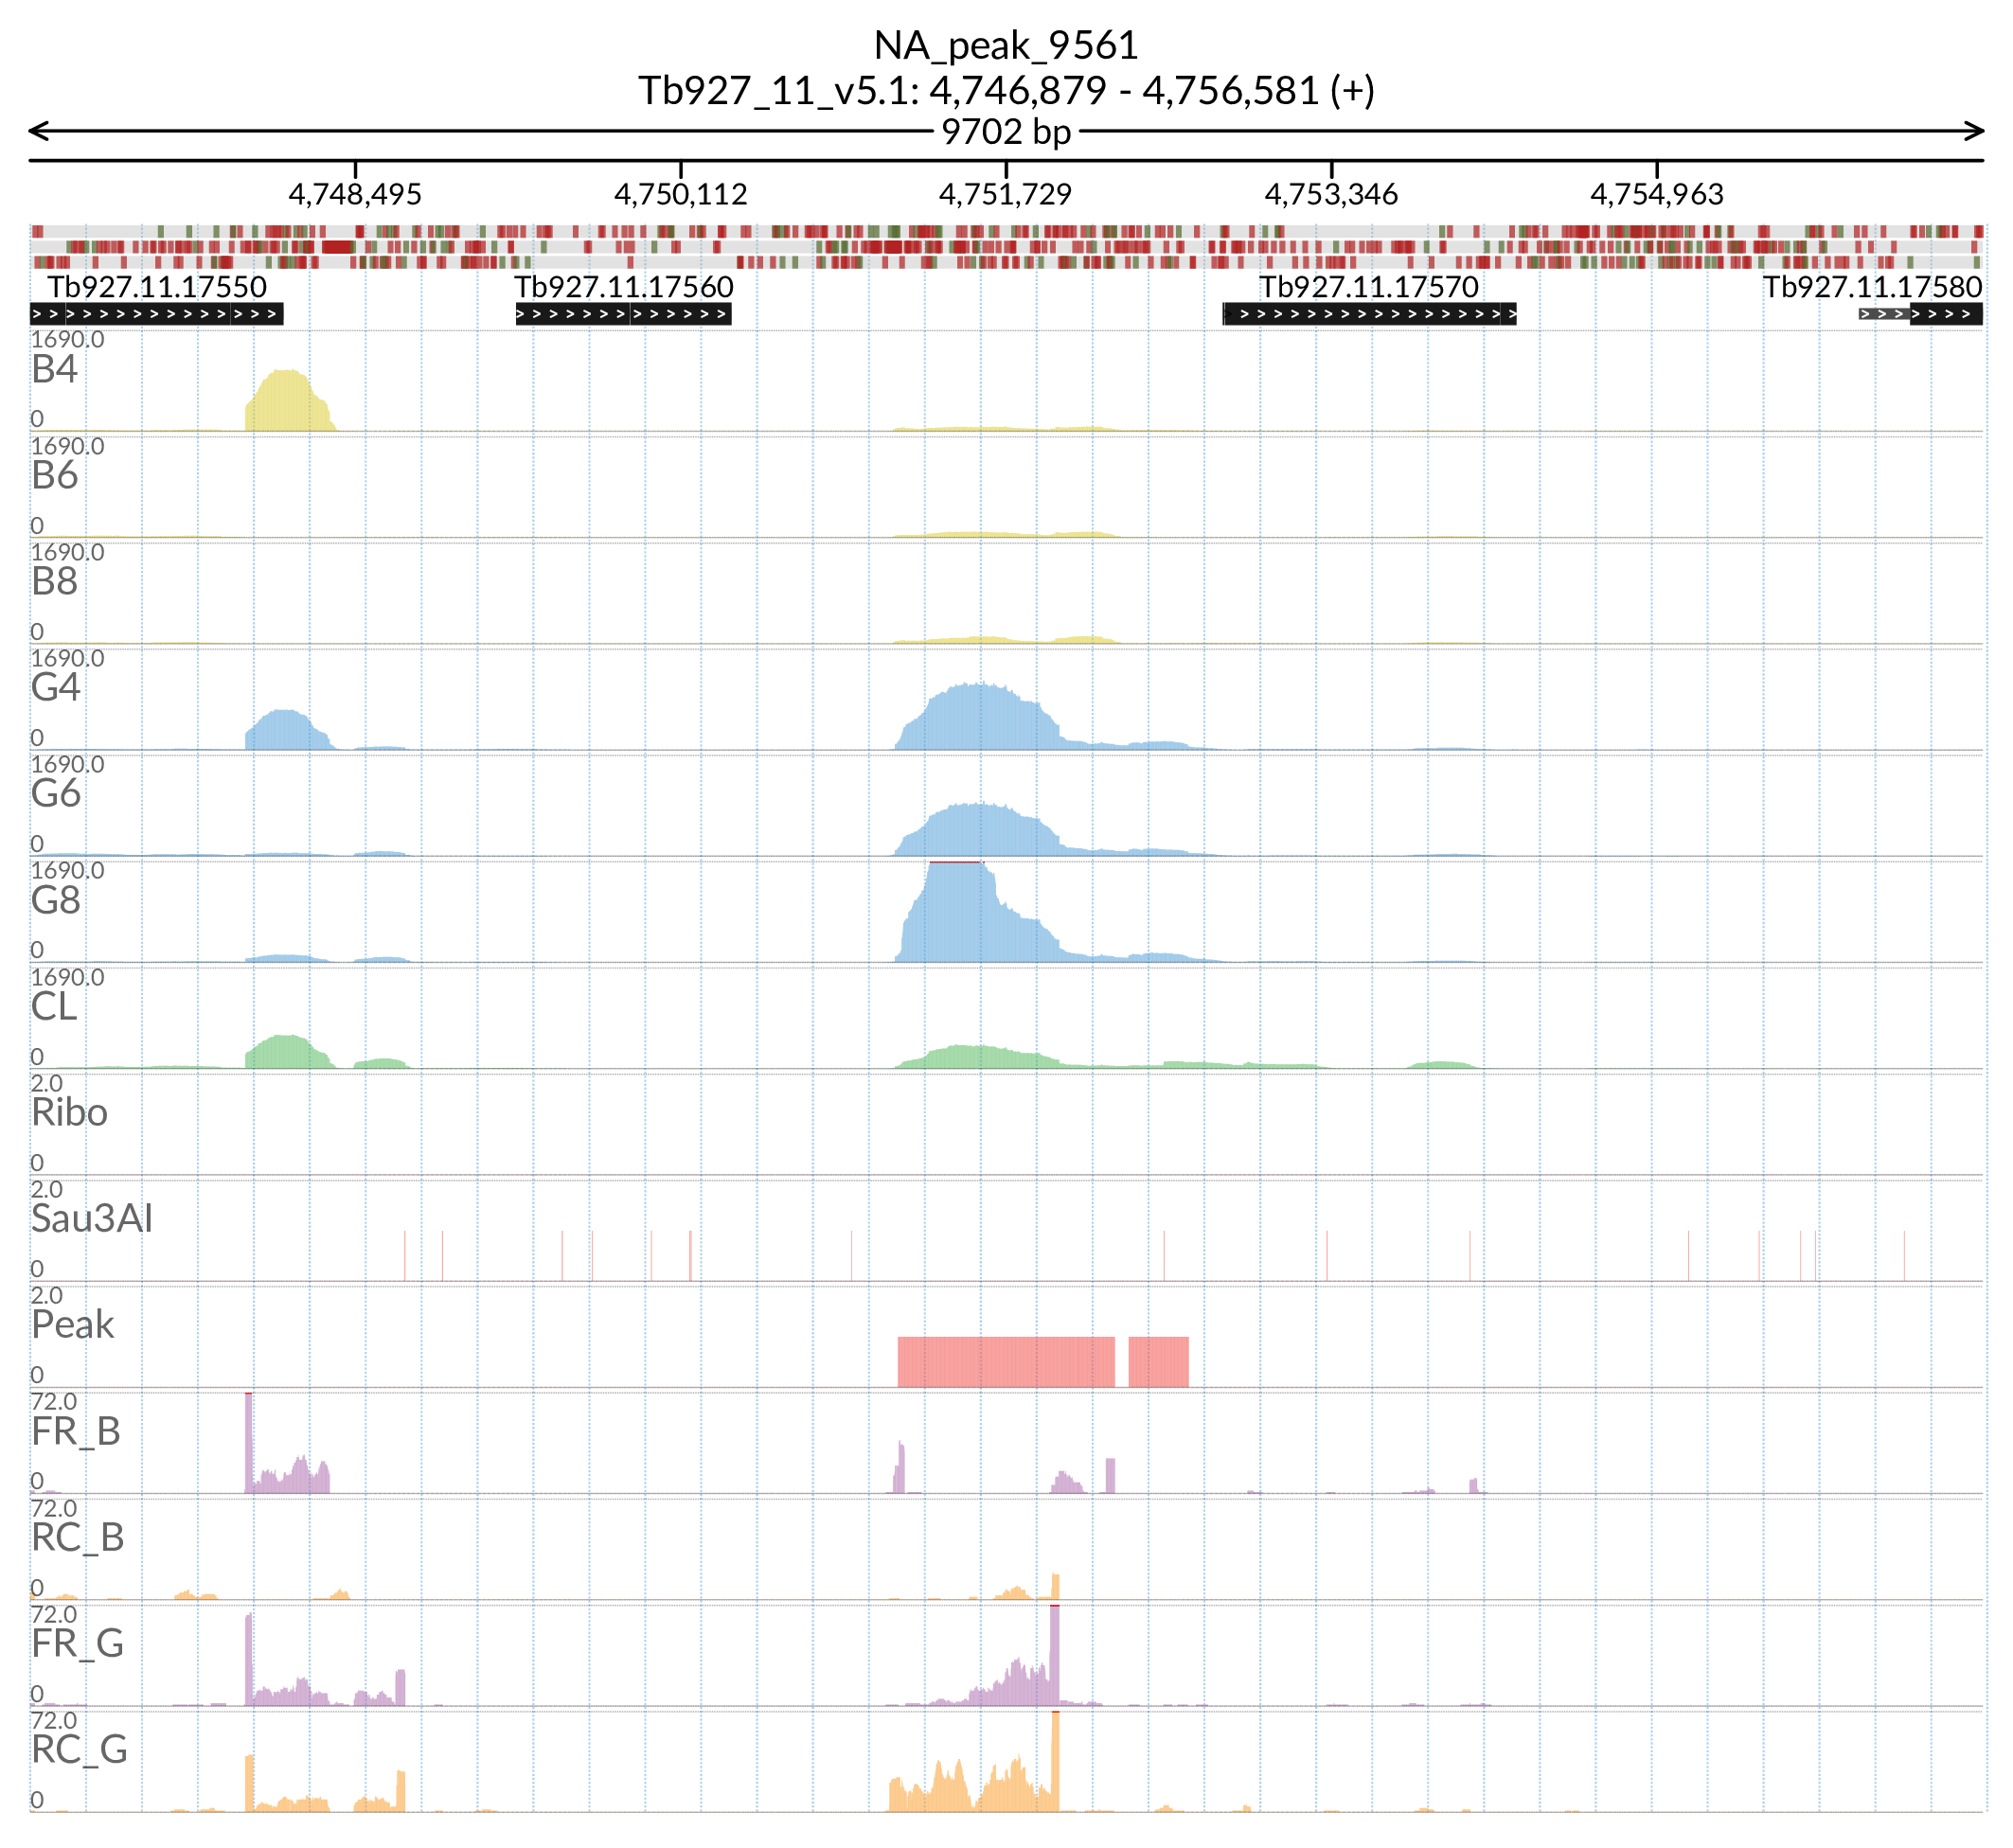 NA_peak_9561
Tb927_11_v5.1: 4,746,879 - 4,756,581 (+)
9702 bp
4,748,495 4,750,112 4,751,729 4,753,346 4,754,963
Tb927.11.17550 Tb927.11.17560 Tb927.11.17570 Tb927.11.17580
1690.0
B4
0
1690.0
B6
0
1690.0
B8
0
1690.0
G4
0
1690.0
G6
0
1690.0
G8
0
1690.0
CL
0
2.0
Ribo
0
2.0
Sau3AI
0
2.0
Peak
0
72.0
FR_B
0
72.0
RC_B
0
72.0
FR_G
0
72.0
RC_G
0